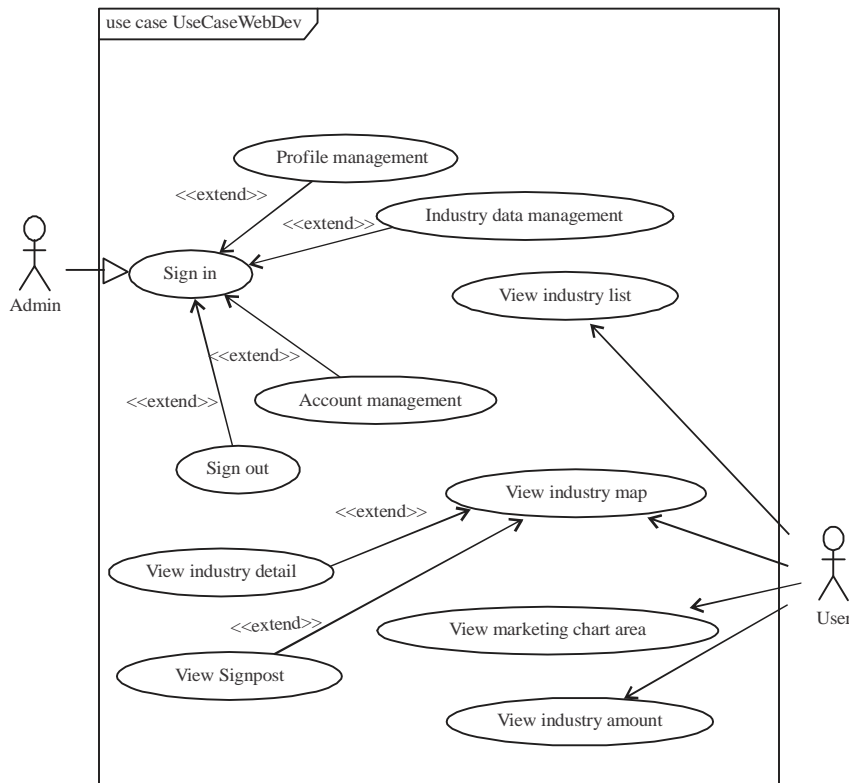 use case UseCaseWebDev
Profile management
<<extend>>
<<extend>>
Industry data management
Sign in
Admin
View industry list
<<extend>>
<<extend>>
Account management
Sign out
View industry map
<<extend>>
View industry detail
<<extend>>
View marketing chart area
User
View Signpost
View industry amount